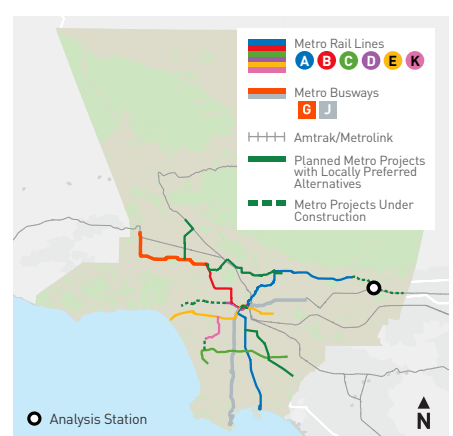 Metro Rail Lines
A B C D E K
Metro Busways
G J
Amtrak/Metrolink
Planned Metro Projects
with Locally Preferred
Alternatives
Metro Projects Under
Construction
Analysis Station
N